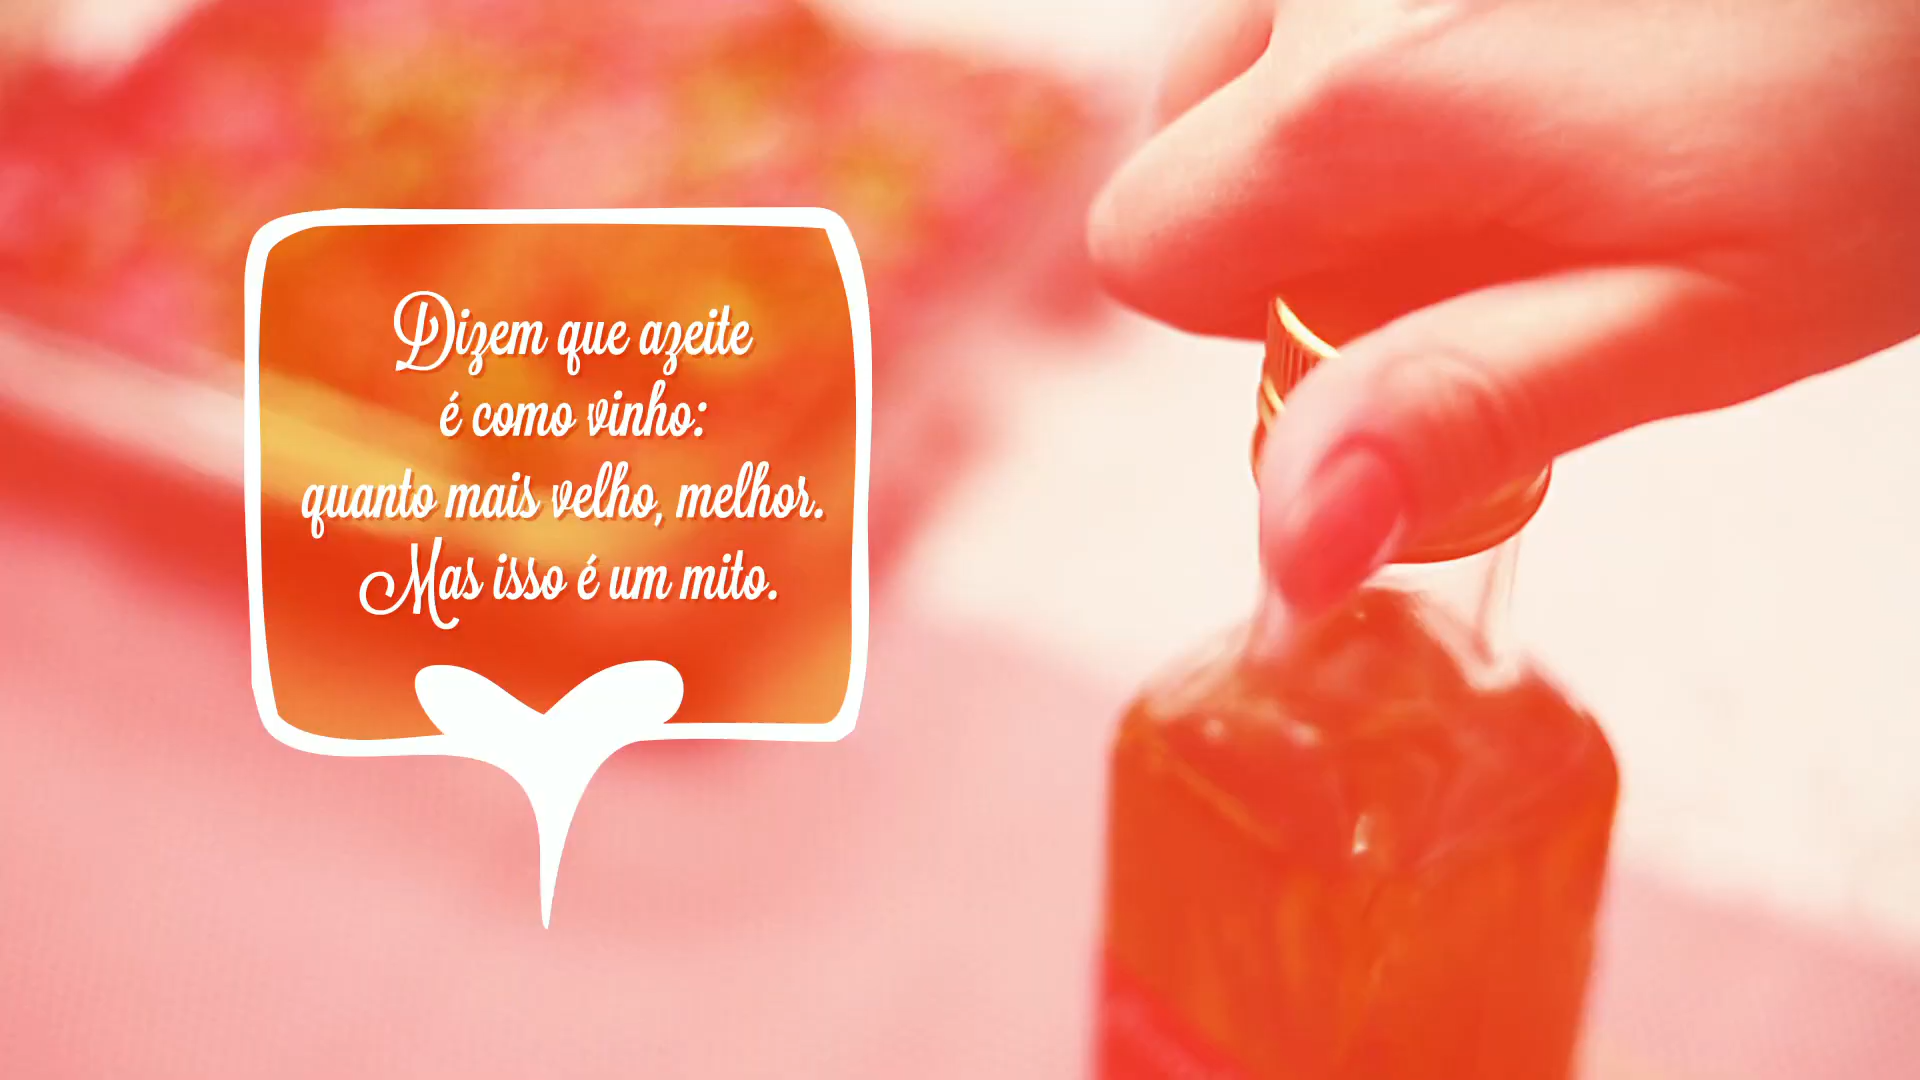 Dizem que azeite
é como vinho:
quanto mais velho, melhor.
Mas isso é um mito.